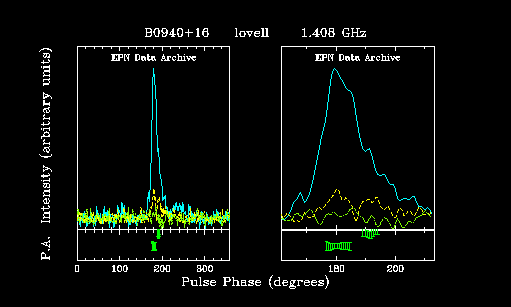 B0940+16 lovell 1.408 GHz
EPN Data Archive EPN Data Archive
P.A. Intensity (arbitrary units)
0 100 200 300 180 200
Pulse Phase (degrees)